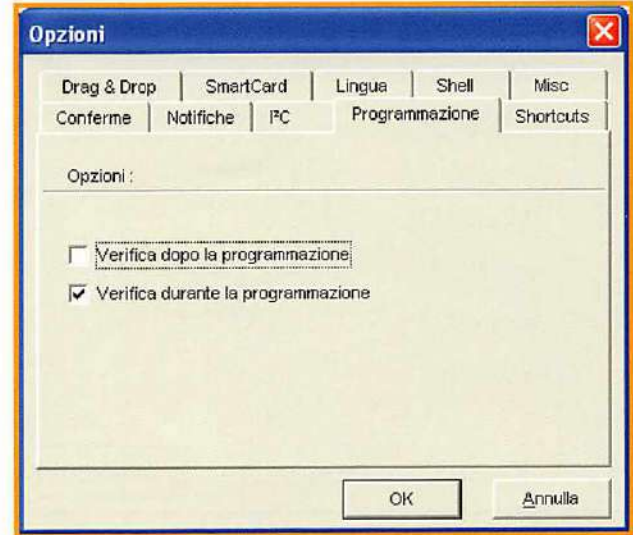 Opzioni
Drag & Drop SmartCard Lingua Shell Misc
Conferme Notifiche I²C Programmazione Shortcuts
Opzioni :
Verifica dopo la programmazione
Verifica durante la programmazione
OK Annulla